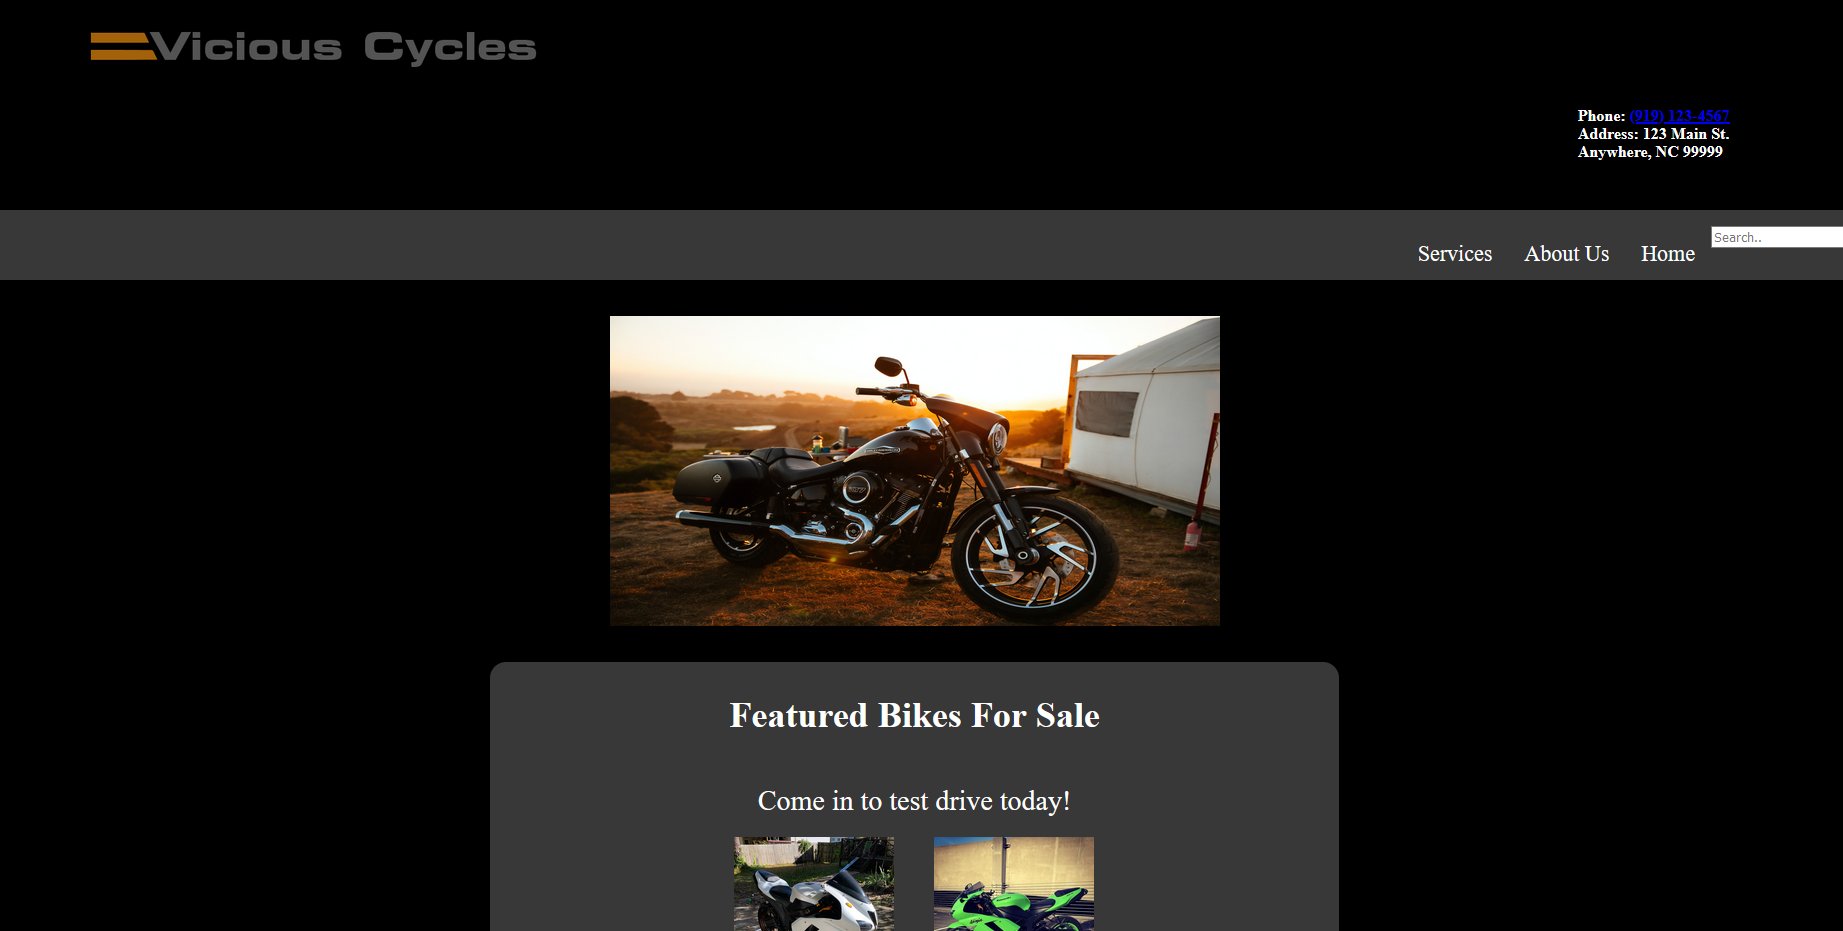 Vicious Cycles
Phone: (919) 123-4567
Address: 123 Main St.
Anywhere, NC 99999
Search..
Services About Us Home
Featured Bikes For Sale
Come in to test drive today!